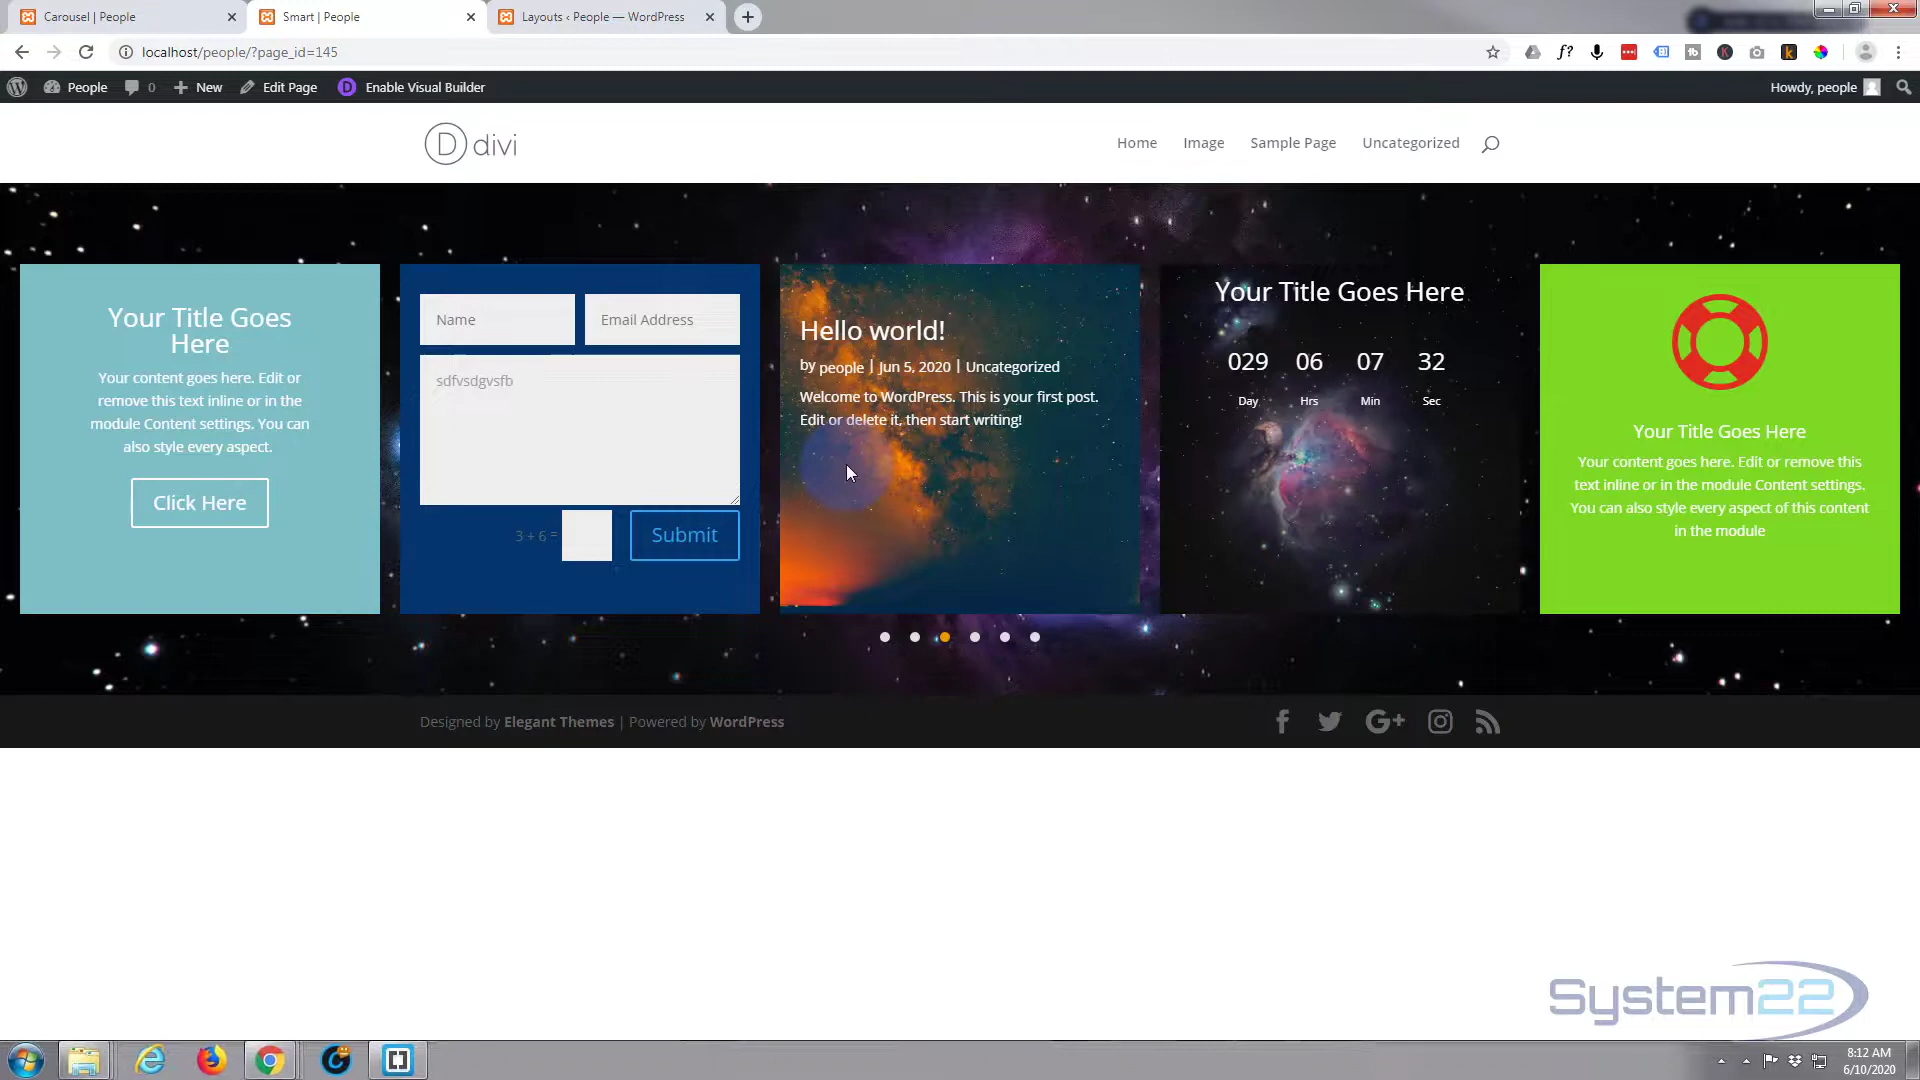 Carousel | People
Smart | People
Layouts ‹ People — WordPress
localhost/people/?page_id=145
People
0
New
Edit Page
Enable Visual Builder
Howdy, people
D divi
Home
Image
Sample Page
Uncategorized
Your Title Goes
Here
Your content goes here. Edit or
remove this text inline or in the
module Content settings. You can
also style every aspect.
Click Here
Name
Email Address
sdfvsdgvsfb
3 + 6 =
Submit
Hello world!
by people | Jun 5, 2020 | Uncategorized
Welcome to WordPress. This is your first post.
Edit or delete it, then start writing!
Your Title Goes Here
029 06 07 32
Day Hrs Min Sec
Your Title Goes Here
Your content goes here. Edit or remove this
text inline or in the module Content settings.
You can also style every aspect of this content
in the module
Designed by Elegant Themes | Powered by WordPress
System22
8:12 AM
6/10/2020